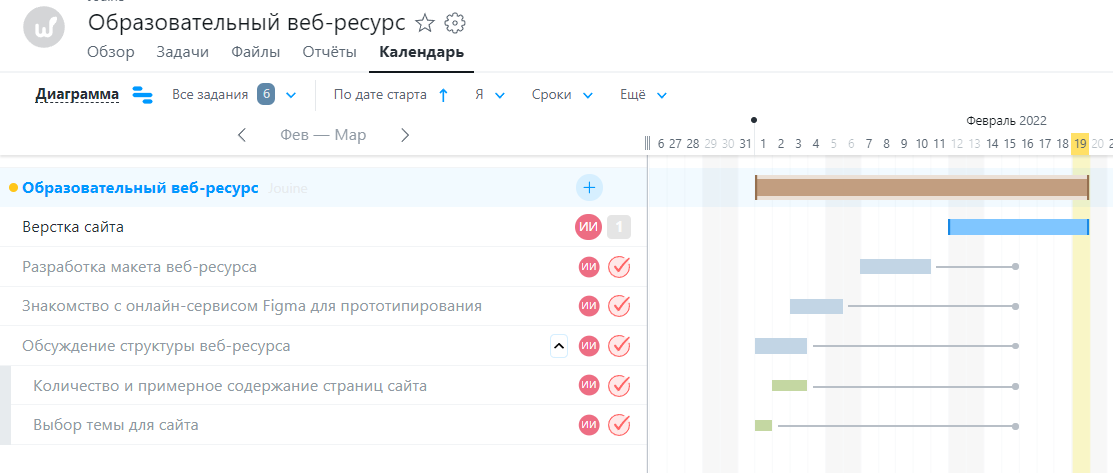 Jouine
Образовательный веб-ресурс
Обзор Задачи Файлы Отчёты Календарь
Диаграмма Все задания 6 По дате старта Я Сроки Ещё
Фев — Мар
Февраль 2022
6 27 28 29 30 31 1 2 3 4 5 6 7 8 9 10 11 12 13 14 15 16 17 18 19 20 2
Образовательный веб-ресурс Jouine
Верстка сайта ИИ 1
Разработка макета веб-ресурса ИИ
Знакомство с онлайн-сервисом Figma для прототипирования ИИ
Обсуждение структуры веб-ресурса ИИ
Количество и примерное содержание страниц сайта ИИ
Выбор темы для сайта ИИ